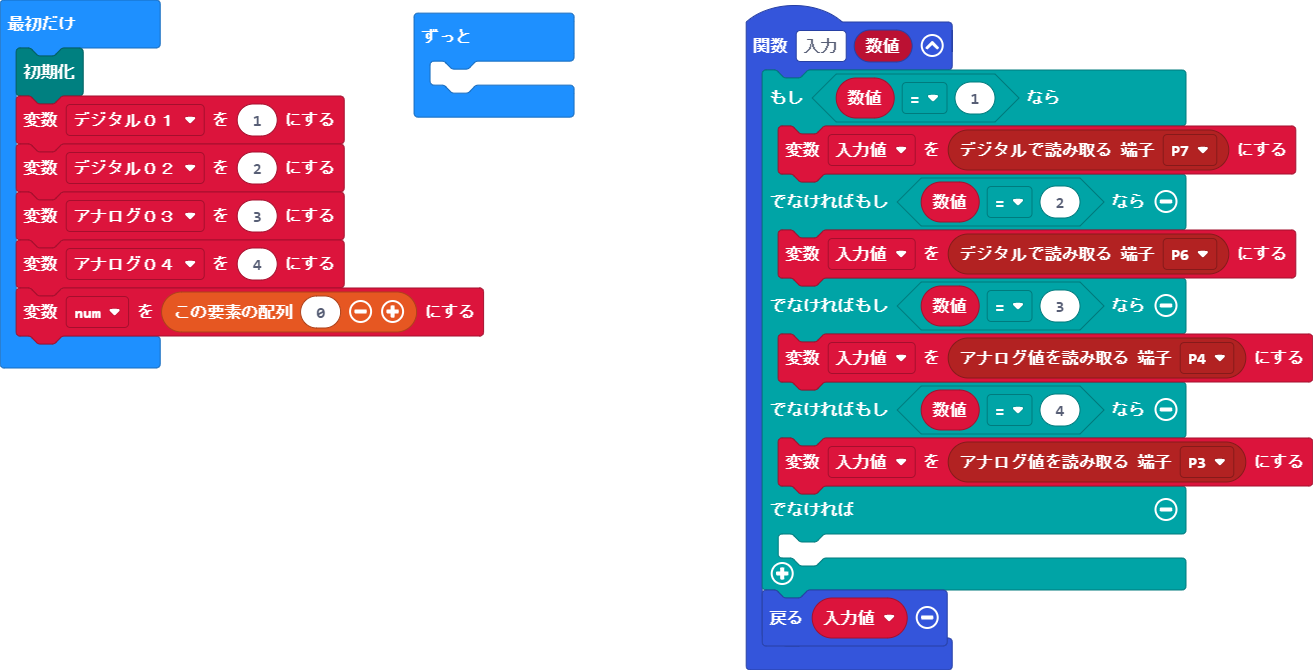 最初だけ
初期化
変数 デジタル０１ を 1 にする
変数 デジタル０２ を 2 にする
変数 アナログ０３ を 3 にする
変数 アナログ０４ を 4 にする
変数 num を この要素の配列 0 にする
ずっと
関数 入力 数値
もし 数値 = 1 なら
変数 入力値 を デジタルで読み取る 端子 P7 にする
でなければもし 数値 = 2 なら
変数 入力値 を デジタルで読み取る 端子 P6 にする
でなければもし 数値 = 3 なら
変数 入力値 を アナログ値を読み取る 端子 P4 にする
でなければもし 数値 = 4 なら
変数 入力値 を アナログ値を読み取る 端子 P3 にする
でなければ
戻る 入力値